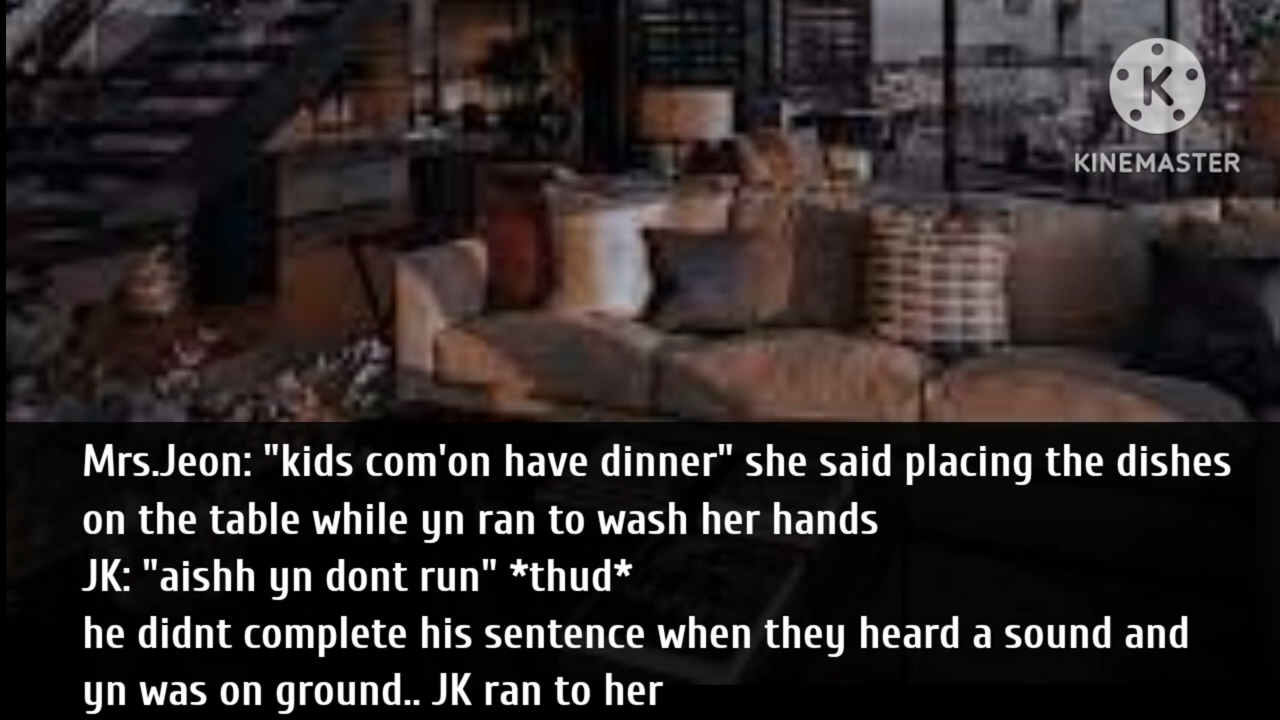 KINEMASTER
Mrs.Jeon: "kids com'on have dinner" she said placing the dishes
on the table while yn ran to wash her hands
JK: "aishh yn dont run" *thud*
he didnt complete his sentence when they heard a sound and
yn was on ground.. JK ran to her